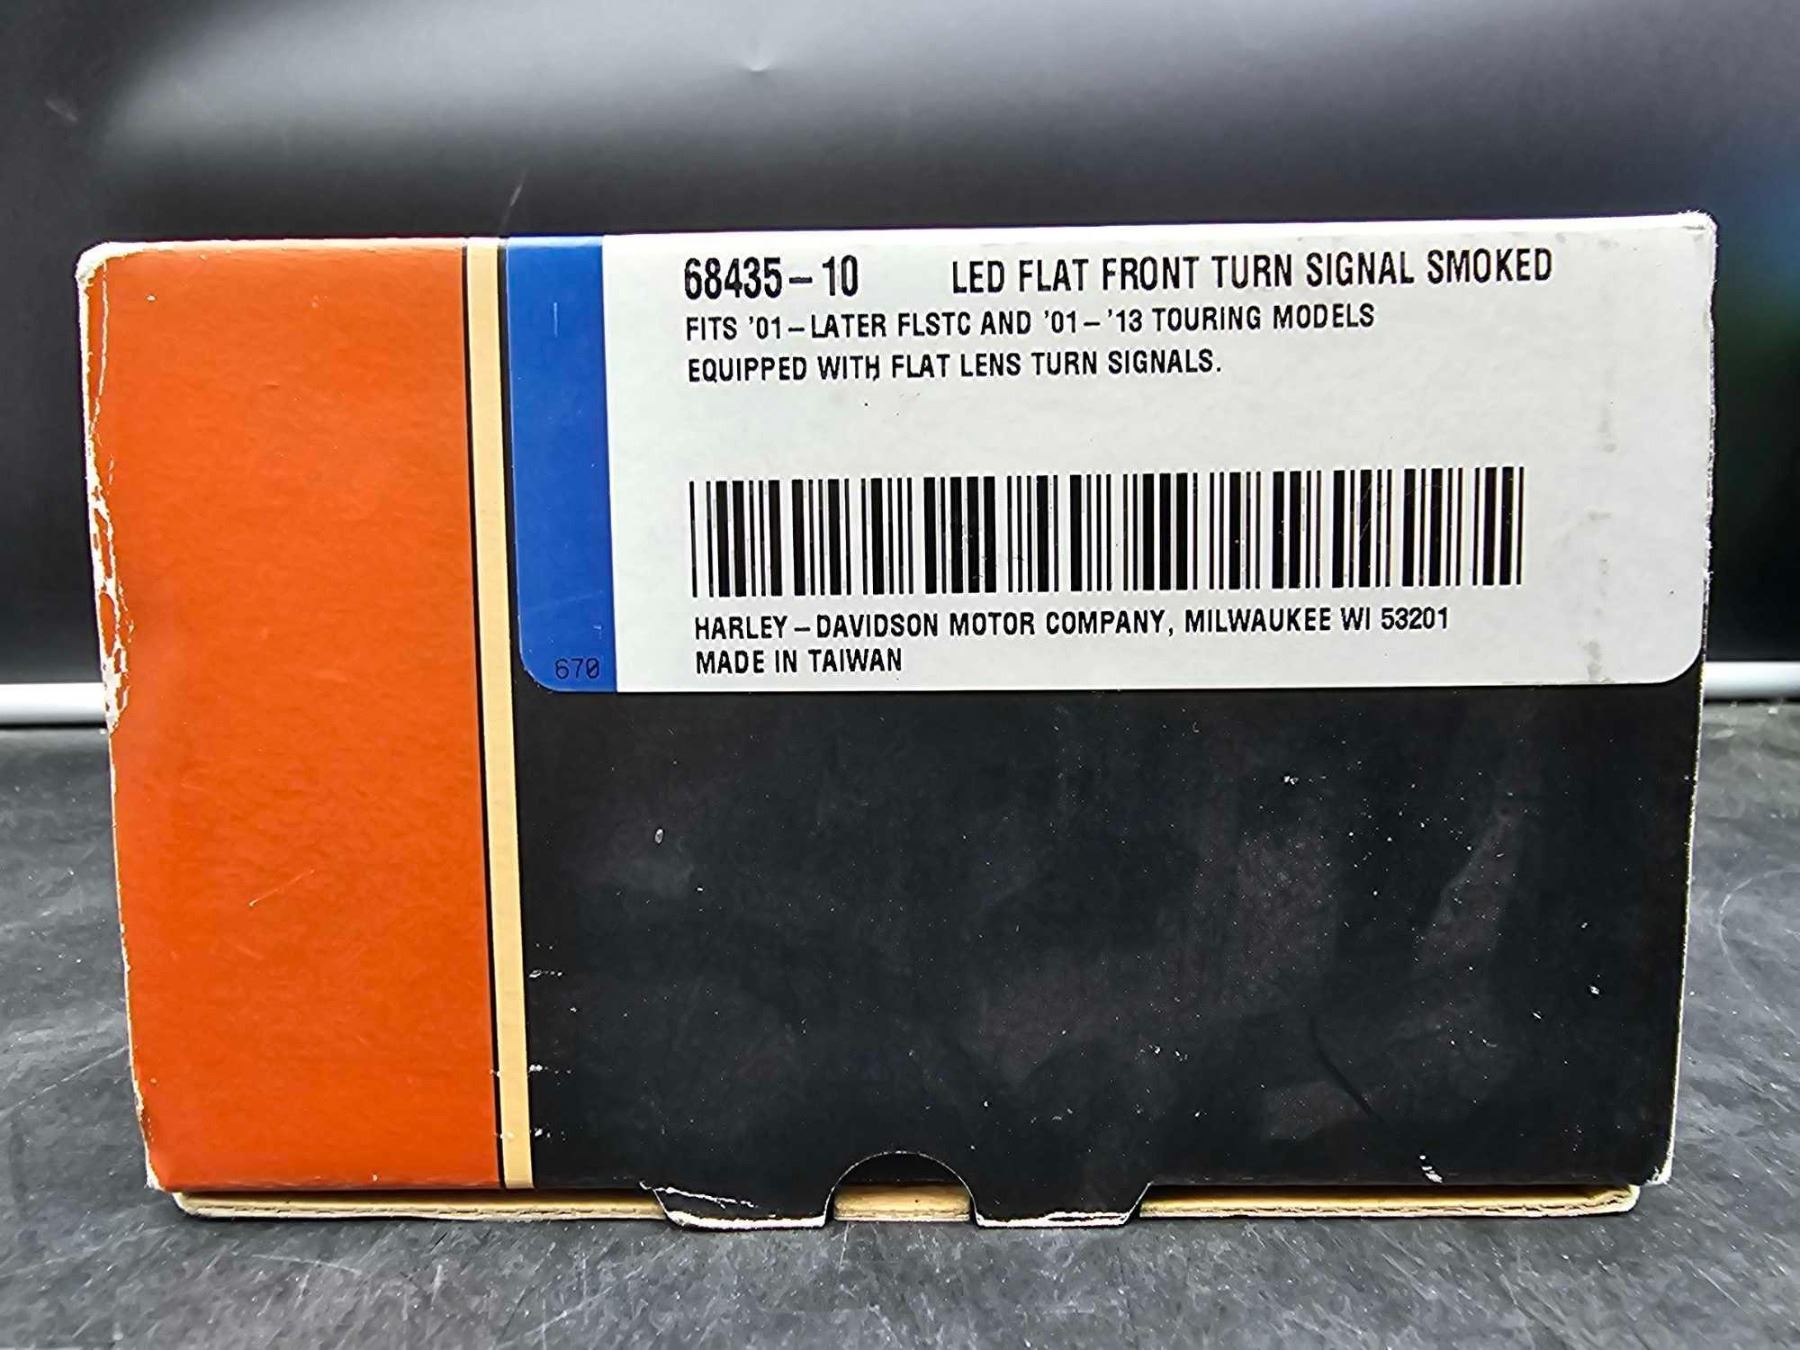 68435-10 LED FLAT FRONT TURN SIGNAL SMOKED
FITS '01-LATER FLSTC AND '01-'13 TOURING MODELS
EQUIPPED WITH FLAT LENS TURN SIGNALS.
HARLEY-DAVIDSON MOTOR COMPANY, MILWAUKEE WI 53201
MADE IN TAIWAN
670